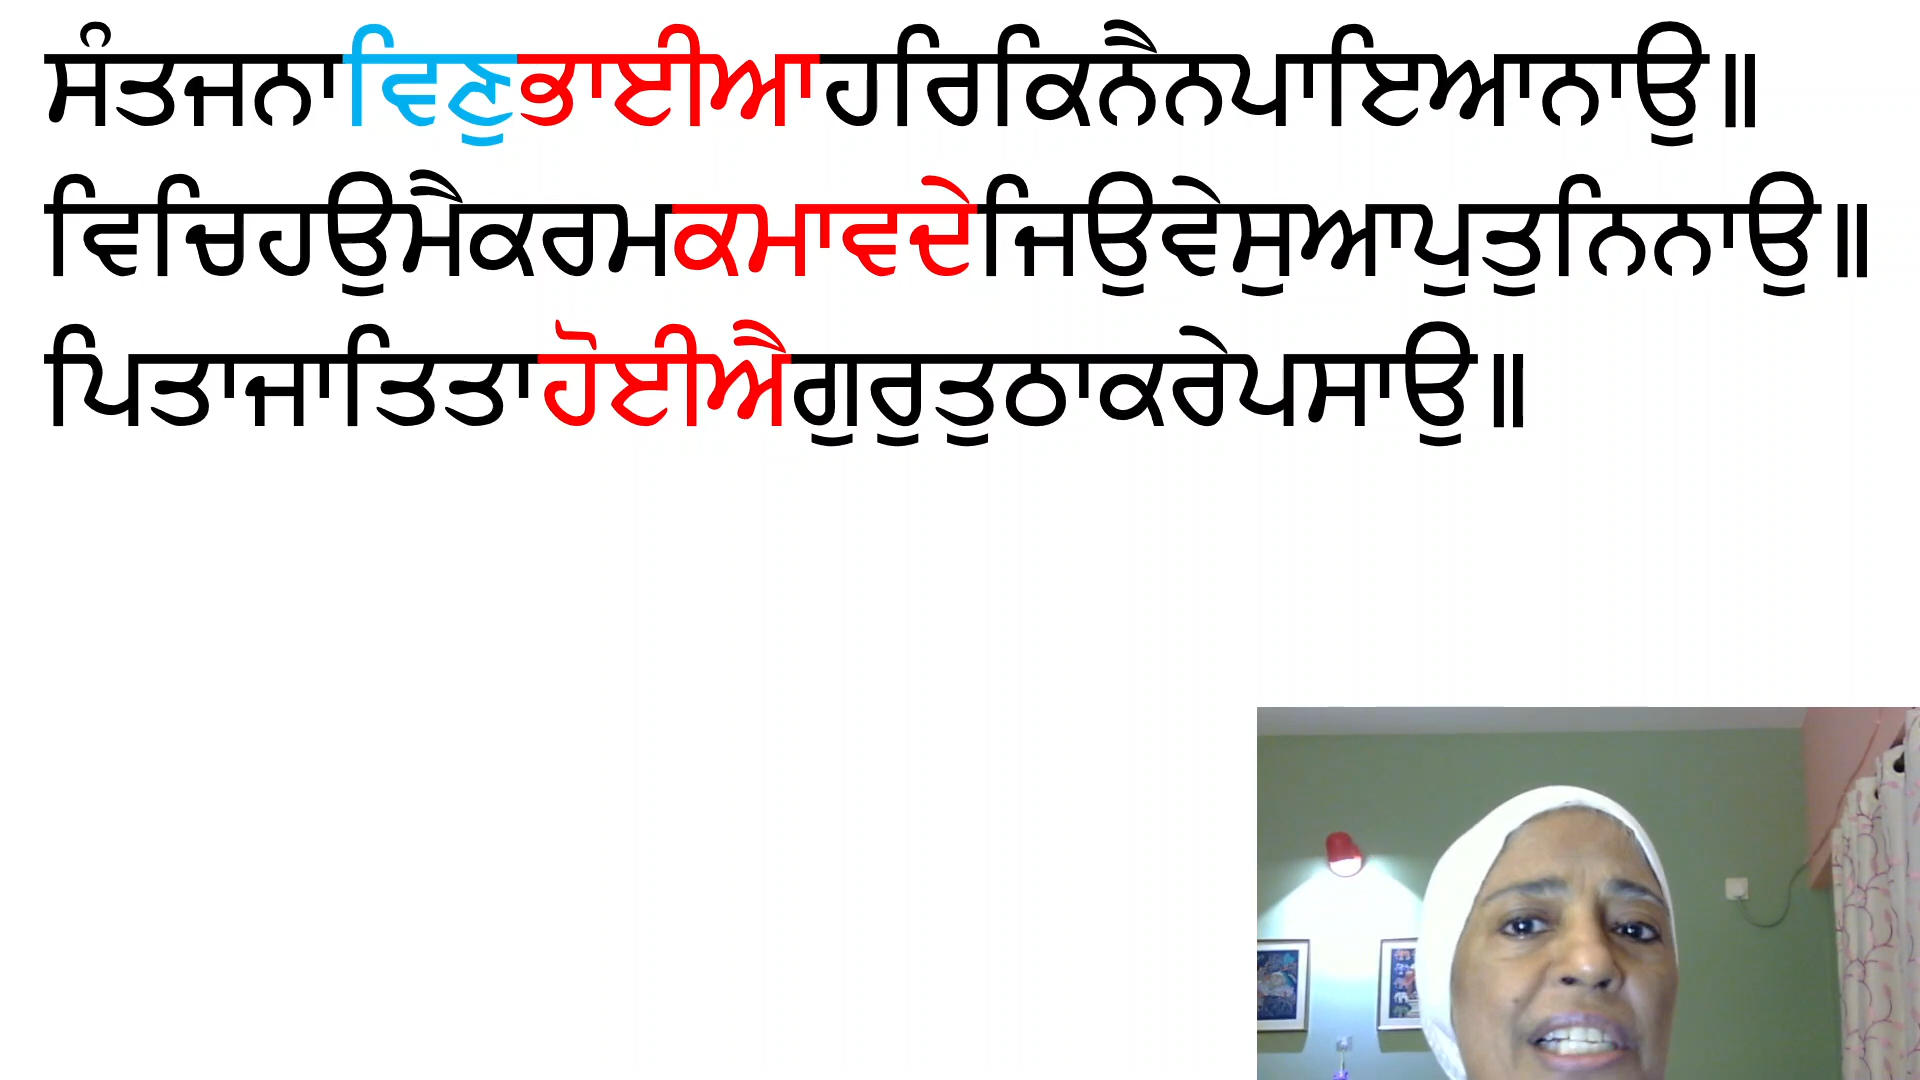 ਸੰਤਜਨਾਵਿਣੁਭਾਈਆਹਰਿਕਿਨੈਨਪਾਇਆਨਾਉ॥
ਵਿਚਿਹਉਮੈਕਰਮਕਮਾਵਦੇਜਿਉਵੇਸੁਆਪੁਤੁਨਿਨਾਉ॥
ਪਿਤਾਜਾਤਿਤਾਹੋਈਐਗੁਰੁਤੁਠਾਕਰੇਪਸਾਉ॥